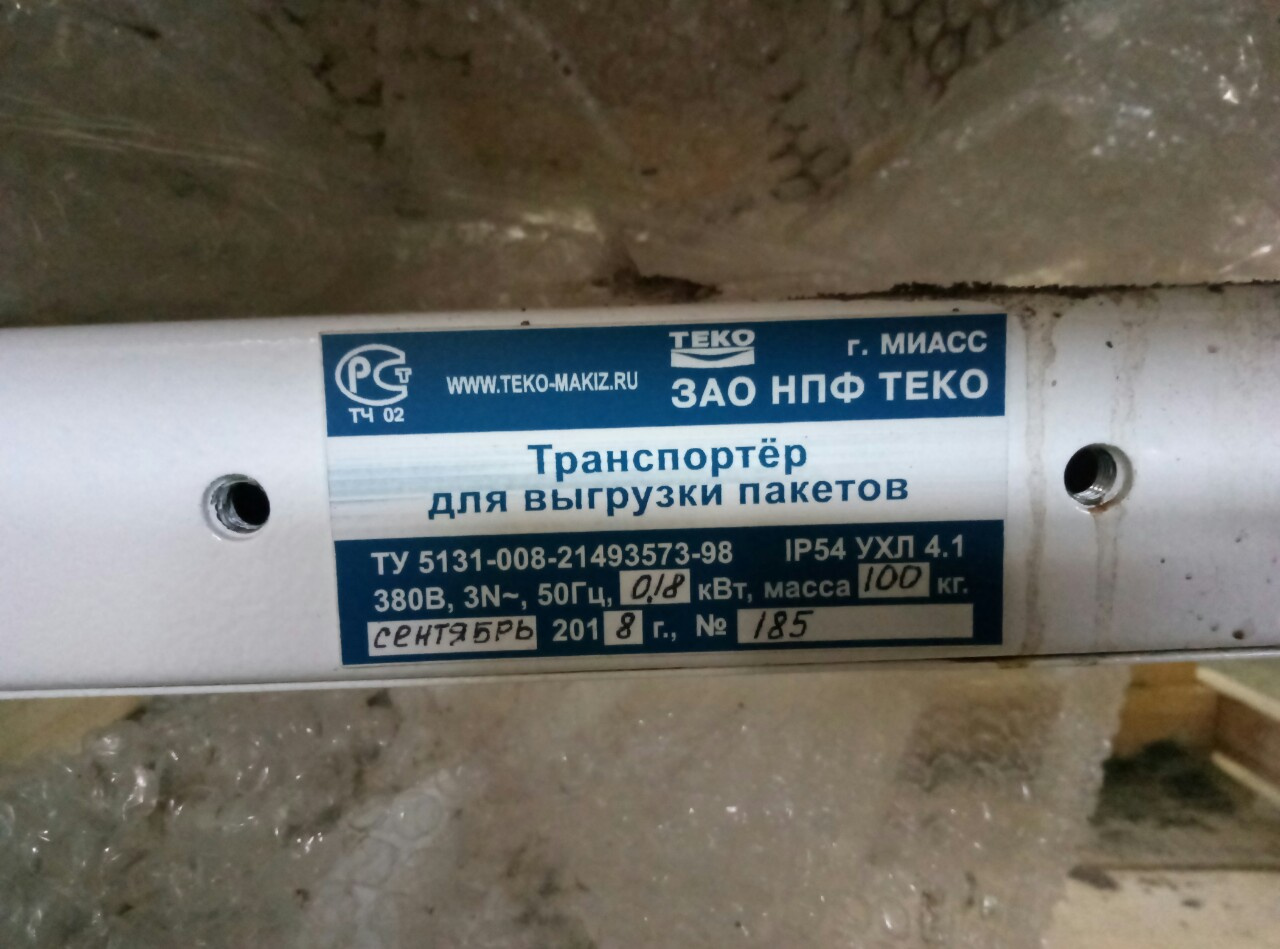 РСТ
ТЧ 02
WWW.TEKO-MAKIZ.RU
ТЕКО
г. МИАСС
ЗАО НПФ ТЕКО
Транспортёр
для выгрузки пакетов
ТУ 5131-008-21493573-98 IP54 УХЛ 4.1
380В, 3N~, 50Гц, 0,18 кВт, масса 100 кг.
СЕНТЯБРЬ 2018 г., № 185